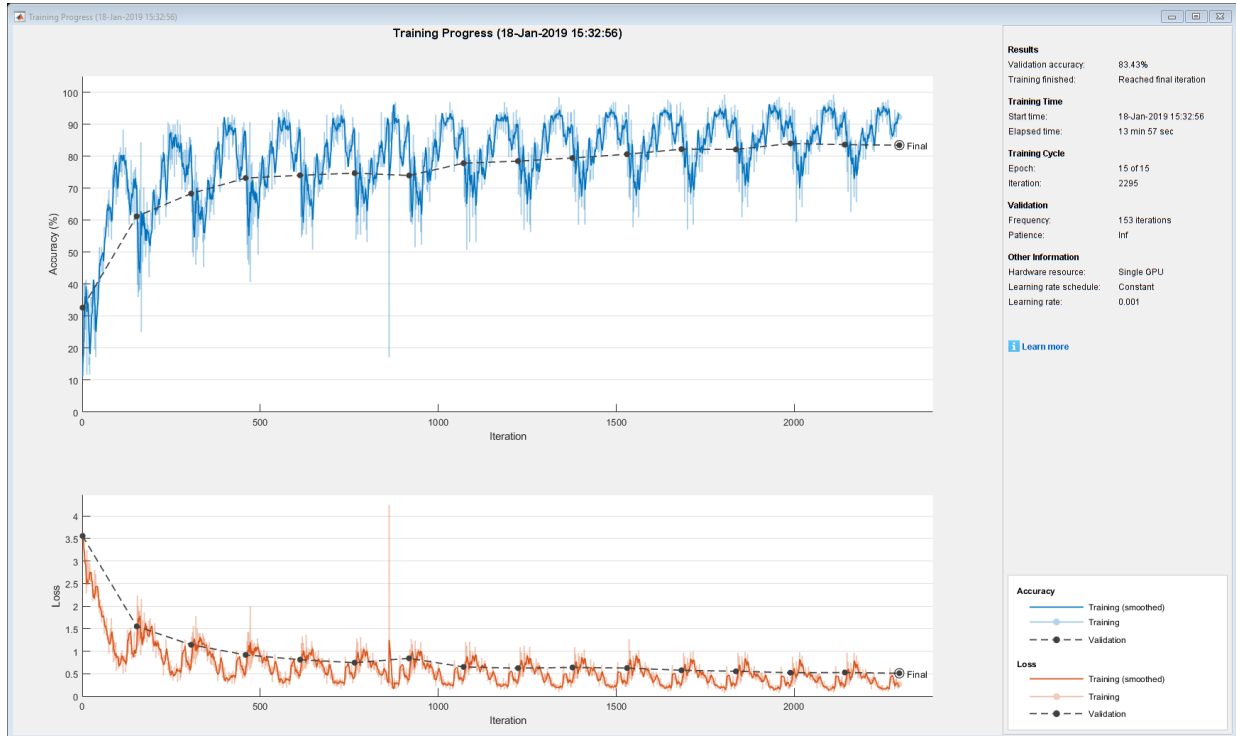 Training Progress (18-Jan-2019 15:32:56)
Training Progress (18-Jan-2019 15:32:56)
100
90
80
70
60
50
40
30
20
10
0
Accuracy (%)
Final
0
500
1000
1500
2000
Iteration
4
3.5
3
2.5
2
1.5
1
0.5
0
Loss
Final
0
500
1000
1500
2000
Iteration
Results
Validation accuracy: 83.43%
Training finished: Reached final iteration
Training Time
Start time: 18-Jan-2019 15:32:56
Elapsed time: 13 min 57 sec
Training Cycle
Epoch: 15 of 15
Iteration: 2295
Validation
Frequency: 153 iterations
Patience: Inf
Other Information
Hardware resource: Single GPU
Learning rate schedule: Constant
Learning rate: 0.001
i Learn more
Accuracy
Training (smoothed)
Training
Validation
Loss
Training (smoothed)
Training
Validation